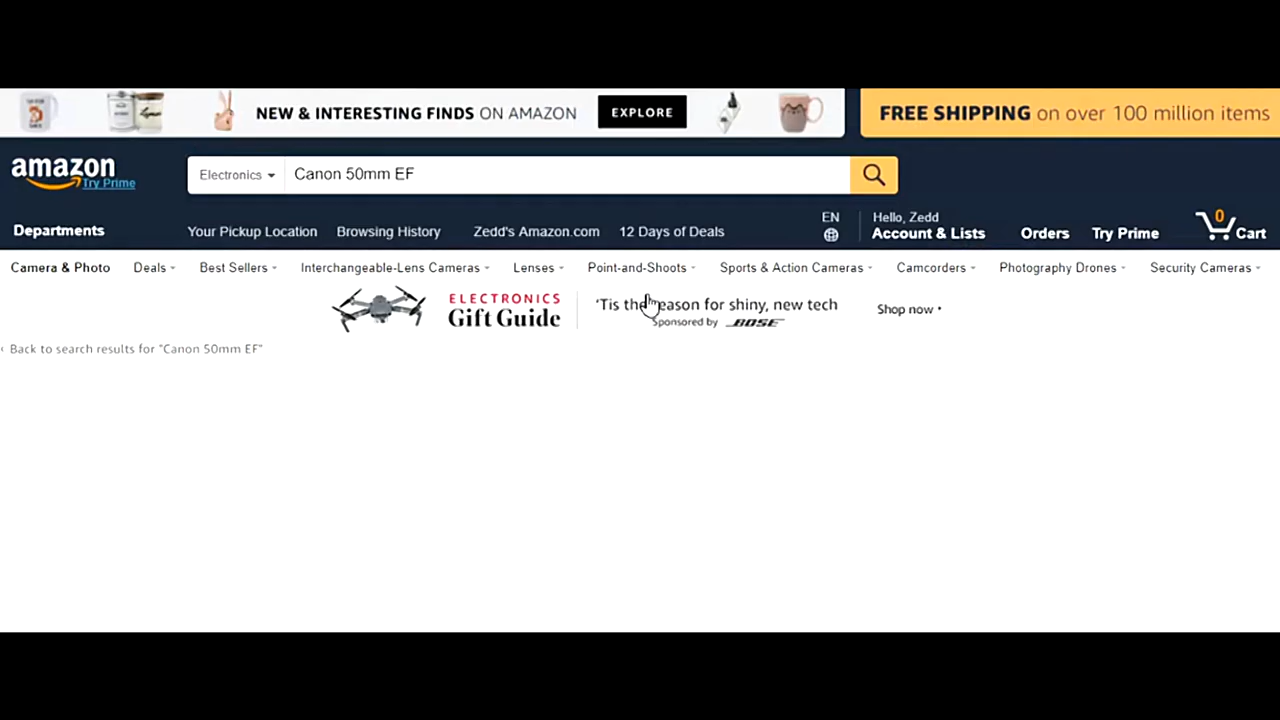 NEW & INTERESTING FINDS ON AMAZON EXPLORE
FREE SHIPPING on over 100 million items
amazon
Try Prime
Electronics
Canon 50mm EF
Departments
Your Pickup Location
Browsing History
Zedd's Amazon.com
12 Days of Deals
EN
Hello, Zedd
Account & Lists
Orders
Try Prime
0
Cart
Camera & Photo
Deals
Best Sellers
Interchangeable-Lens Cameras
Lenses
Point-and-Shoots
Sports & Action Cameras
Camcorders
Photography Drones
Security Cameras
ELECTRONICS
Gift Guide
'Tis the eason for shiny, new tech
Sponsored by BOSE
Shop now
Back to search results for "Canon 50mm EF"